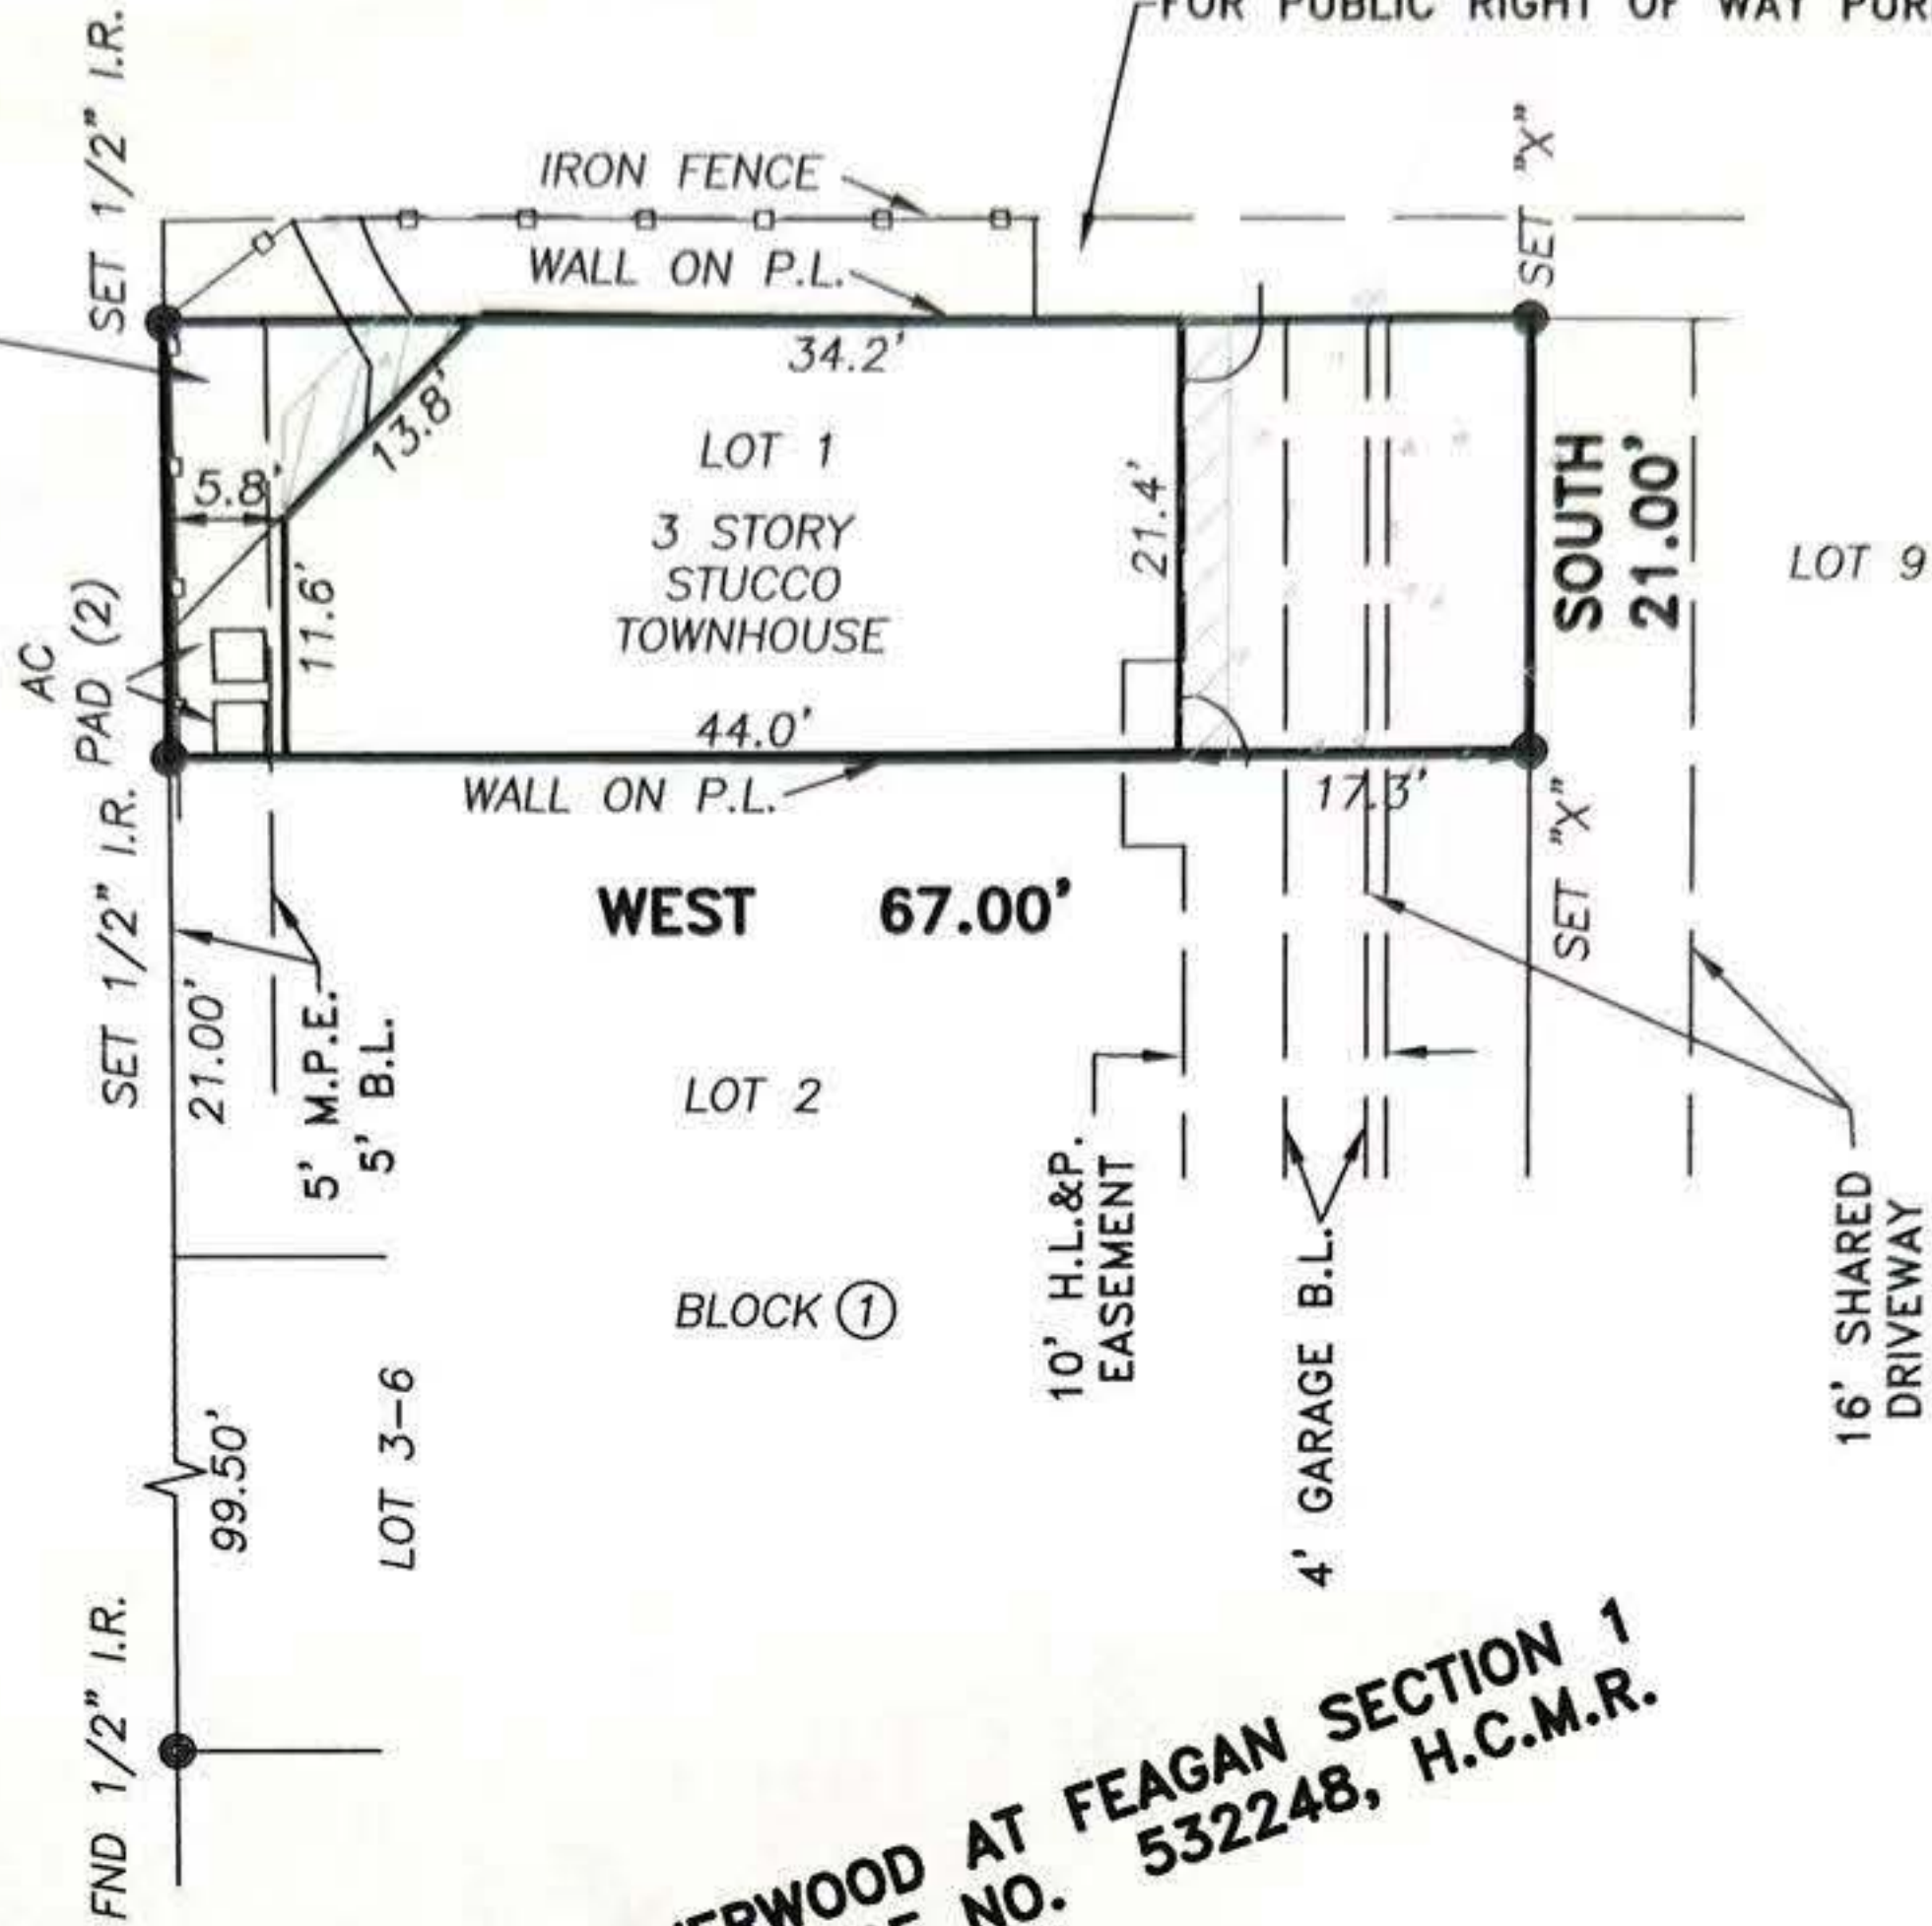 FOR PUBLIC RIGHT OF WAY
SET 1/2" I.R.
IRON FENCE
SET "X"
WALL ON P.L.
34.2'
13.8'
LOT 1
5.8'
3 STORY
STUCCO
TOWNHOUSE
21.4'
SOUTH
21.00'
LOT 9
11.6'
AC
PAD (2)
44.0'
WALL ON P.L.
17.3'
SET 1/2" I.R.
SET "X"
WEST 67.00'
21.00'
5' M.P.E.
5' B.L.
LOT 2
10' H.L.&P.
EASEMENT
4' GARAGE B.L.
16' SHARED
DRIVEWAY
BLOCK 1
99.50'
LOT 3-6
FND 1/2" I.R.
AT FEAGAN SECTION 1
NO. 532248, H.C.M.R.